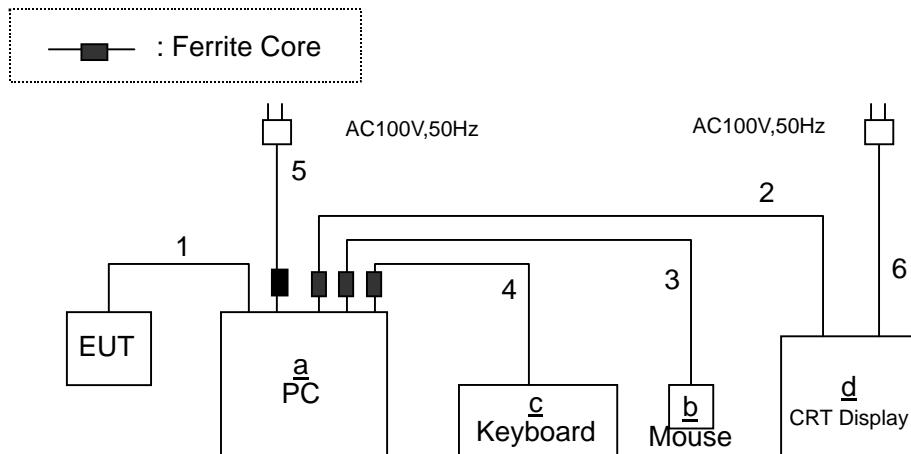 : Ferrite Core
AC100V,50Hz
AC100V,50Hz
5
2
1
4
3
6
EUT
a
PC
c
Keyboard
b
Mouse
d
CRT Display